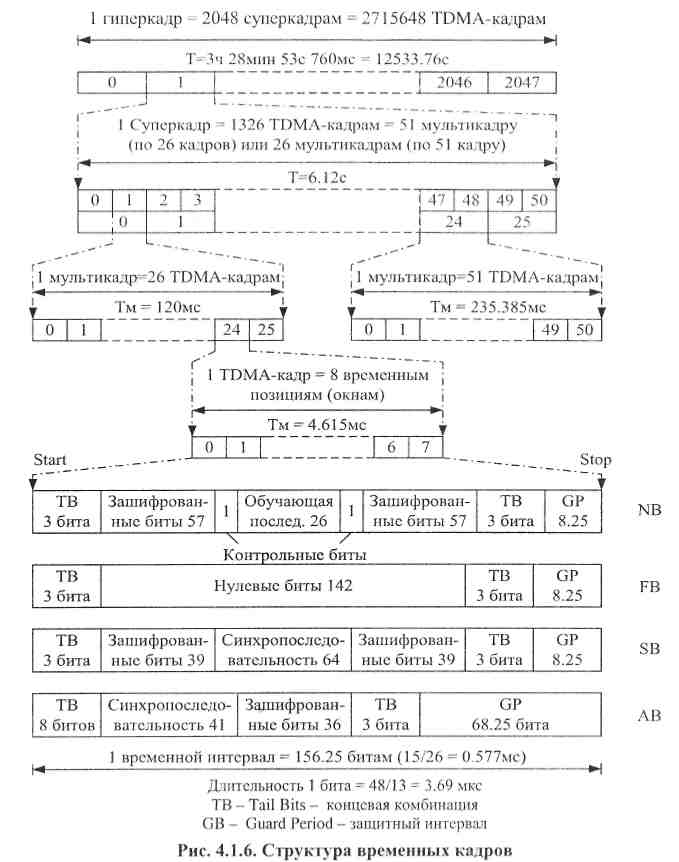 1 гиперкадр = 2048 суперкадрам = 2715648 TDMA-кадрам
T=3ч 28мин 53с 760мс = 12533.76с
0 1 2046 2047
1 Суперкадр = 1326 TDMA-кадрам = 51 мультикадру
(по 26 кадров) или 26 мультикадрам (по 51 кадру)
T=6.12с
0 1 2 3 47 48 49 50
0 1 24 25
1 мультикадр=26 TDMA-кадрам 1 мультикадр=51 TDMA-кадрам
Tм = 120мс Tм = 235.385мс
0 1 24 25 0 1 49 50
1 TDMA-кадр = 8 временным
позициям (окнам)
Tм = 4.615мс
0 1 6 7
Start Stop
TB Зашифрован- 1 Обучающая 1 Зашифрован- TB GP NB
3 бита ные биты 57 послед. 26 ные биты 57 3 бита 8.25
Контрольные биты
TB Нулевые биты 142 TB GP FB
3 бита 3 бита 8.25
TB Зашифрован- Синхропоследо- Зашифрован- TB GP SB
3 бита ные биты 39 вательность 64 ные биты 39 3 бита 8.25
TB Синхропоследо- Зашифрован- TB GP AB
8 битов вательность 41 ные биты 36 3 бита 68.25 бита
1 временной интервал = 156.25 битам (15/26 = 0.577мс)
Длительность 1 бита = 48/13 = 3.69 мкс
TB – Tail Bits – концевая комбинация
GB – Guard Period – защитный интервал
Рис. 4.1.6. Структура временных кадров